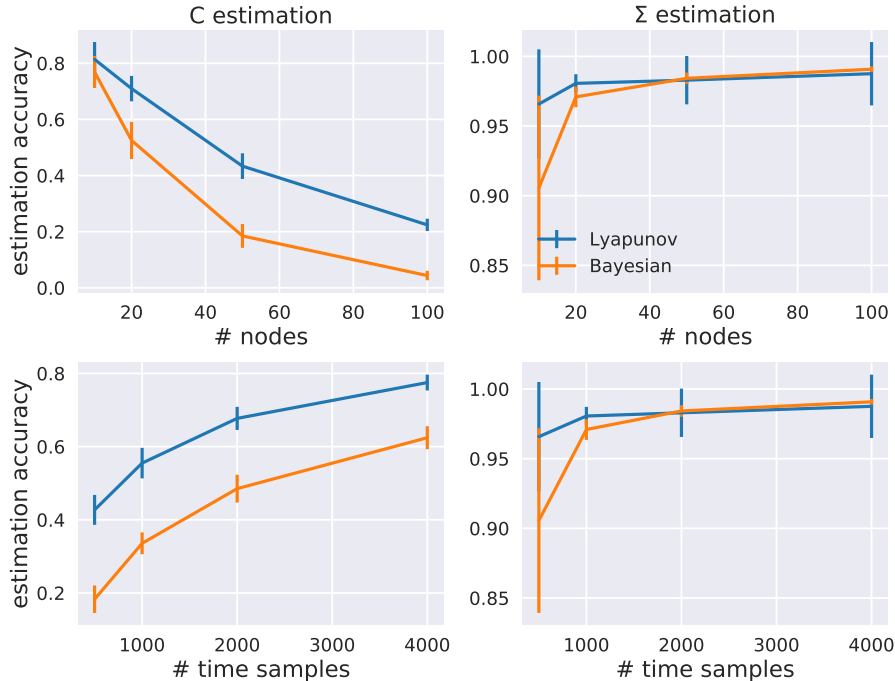 C estimation
Σ estimation
estimation accuracy
0.8
0.6
0.4
0.2
0.0
20 40 60 80 100
# nodes
1.00
0.95
0.90
0.85
Lyapunov
Bayesian
20 40 60 80 100
# nodes
estimation accuracy
0.8
0.6
0.4
0.2
1000 2000 3000 4000
# time samples
1.00
0.95
0.90
0.85
1000 2000 3000 4000
# time samples